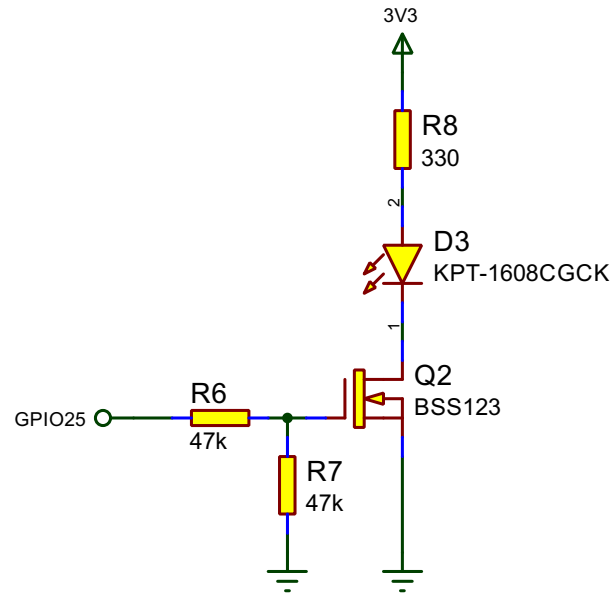 3V3
R8
330
2
D3
KPT-1608CGCK
1
Q2
BSS123
R6
GPIO25
47k
R7
47k